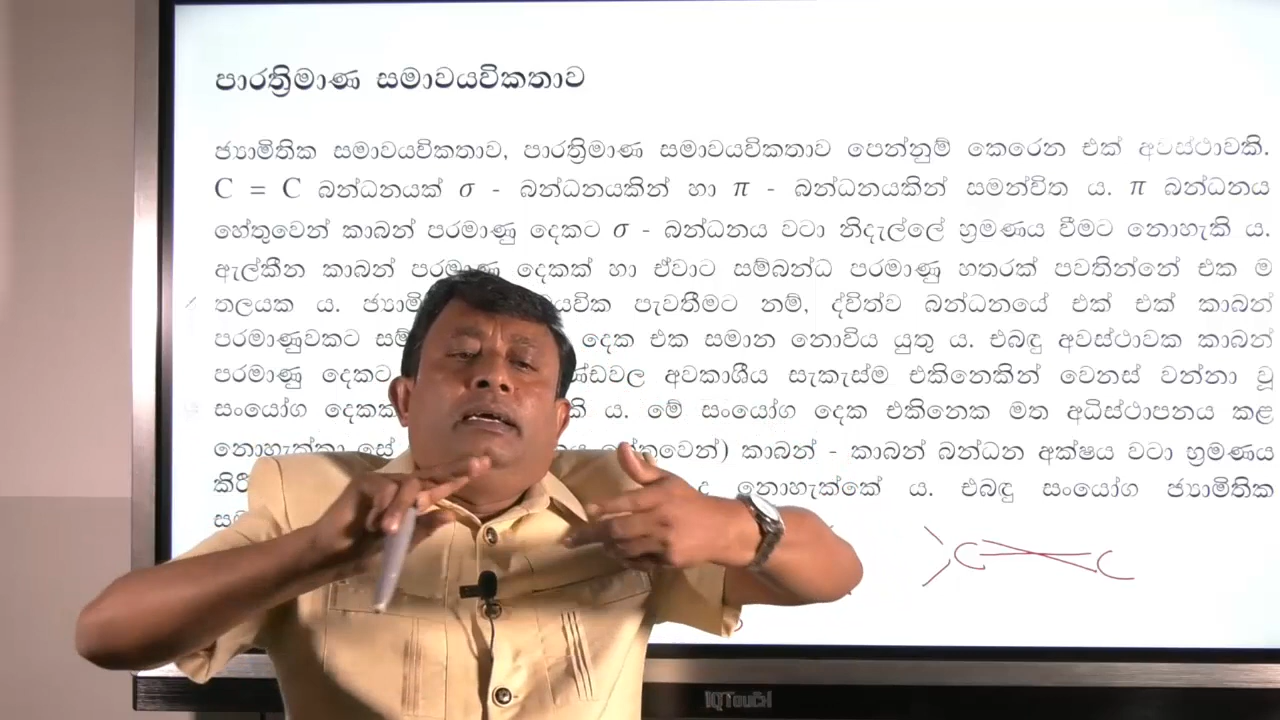 පාරත්‍රිමාණ සමාවයවිකතාව
ජ්‍යාමිතික සමාවයවිකතාව, පාරත්‍රිමාණ සමාවයවිකතාව පෙන්නුම් කෙරෙන එක් අවස්ථාවකි.
C = C බන්ධනයක් σ - බන්ධනයකින් හා π - බන්ධනයකින් සමන්විත ය. π බන්ධනය
හේතුවෙන් කාබන් පරමාණු දෙකට σ - බන්ධනය වටා නිදැල්ලේ භ්‍රමණය වීමට නොහැකි ය.
ඇල්කීන කාබන් පරමාණු දෙකක් හා ඒවාට සම්බන්ධ පරමාණු හතරක් පවතින්නේ එක ම
තලයක ය. පැවතීමට නම්, ද්විත්ව බන්ධනයේ එක් එක් කාබන්
පරමාණුවකට දෙක එක සමාන නොවිය යුතු ය. එබඳු අවස්ථාවක කාබන්
පරමාණු දෙකට අවකාශීය සැකැස්ම එකිනෙකින් වෙනස් වන්නා වූ
සංයෝග ය. මේ සංයෝග දෙක එකිනෙක මත අධිස්ථාපනය කළ
නොහැක්කා සේ කාබන් - කාබන් බන්ධන අක්ෂය වටා භ්‍රමණය
නොහැක්කේ ය. එබඳු සංයෝග ජ්‍යාමිතික
C C
IQTouch